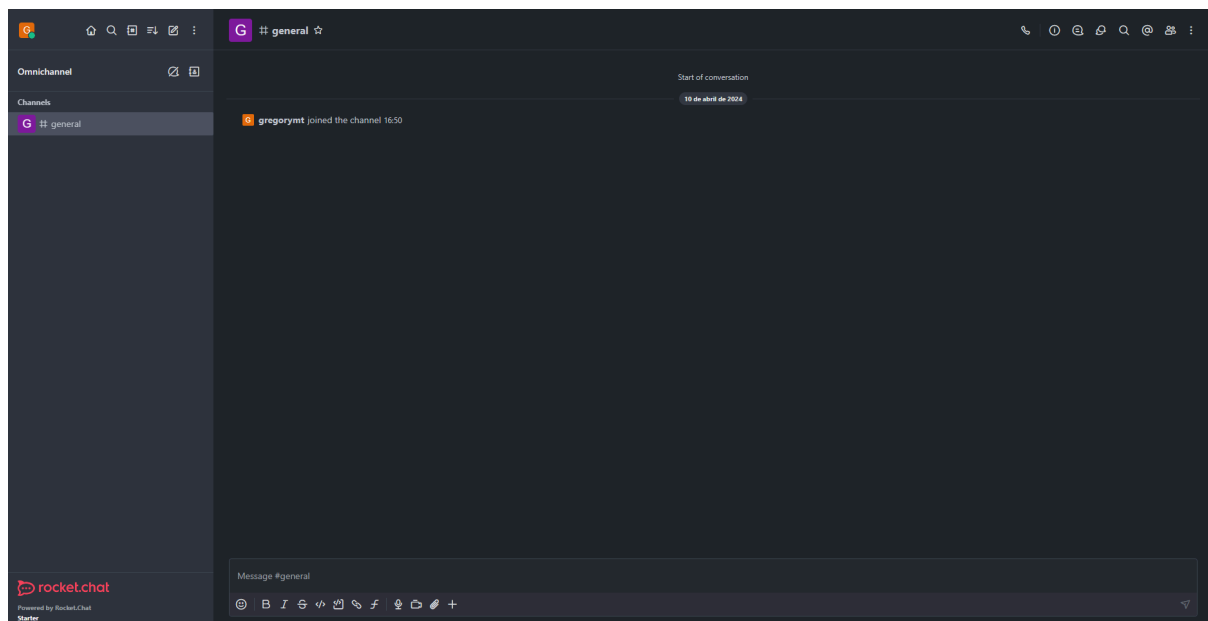 G
Omnichannel
Channels
G # general
rocket.chat
Powered by Rocket.Chat
Starter
G # general
Start of conversation
10 de abril de 2024
G gregorymt joined the channel 16:50
Message #general